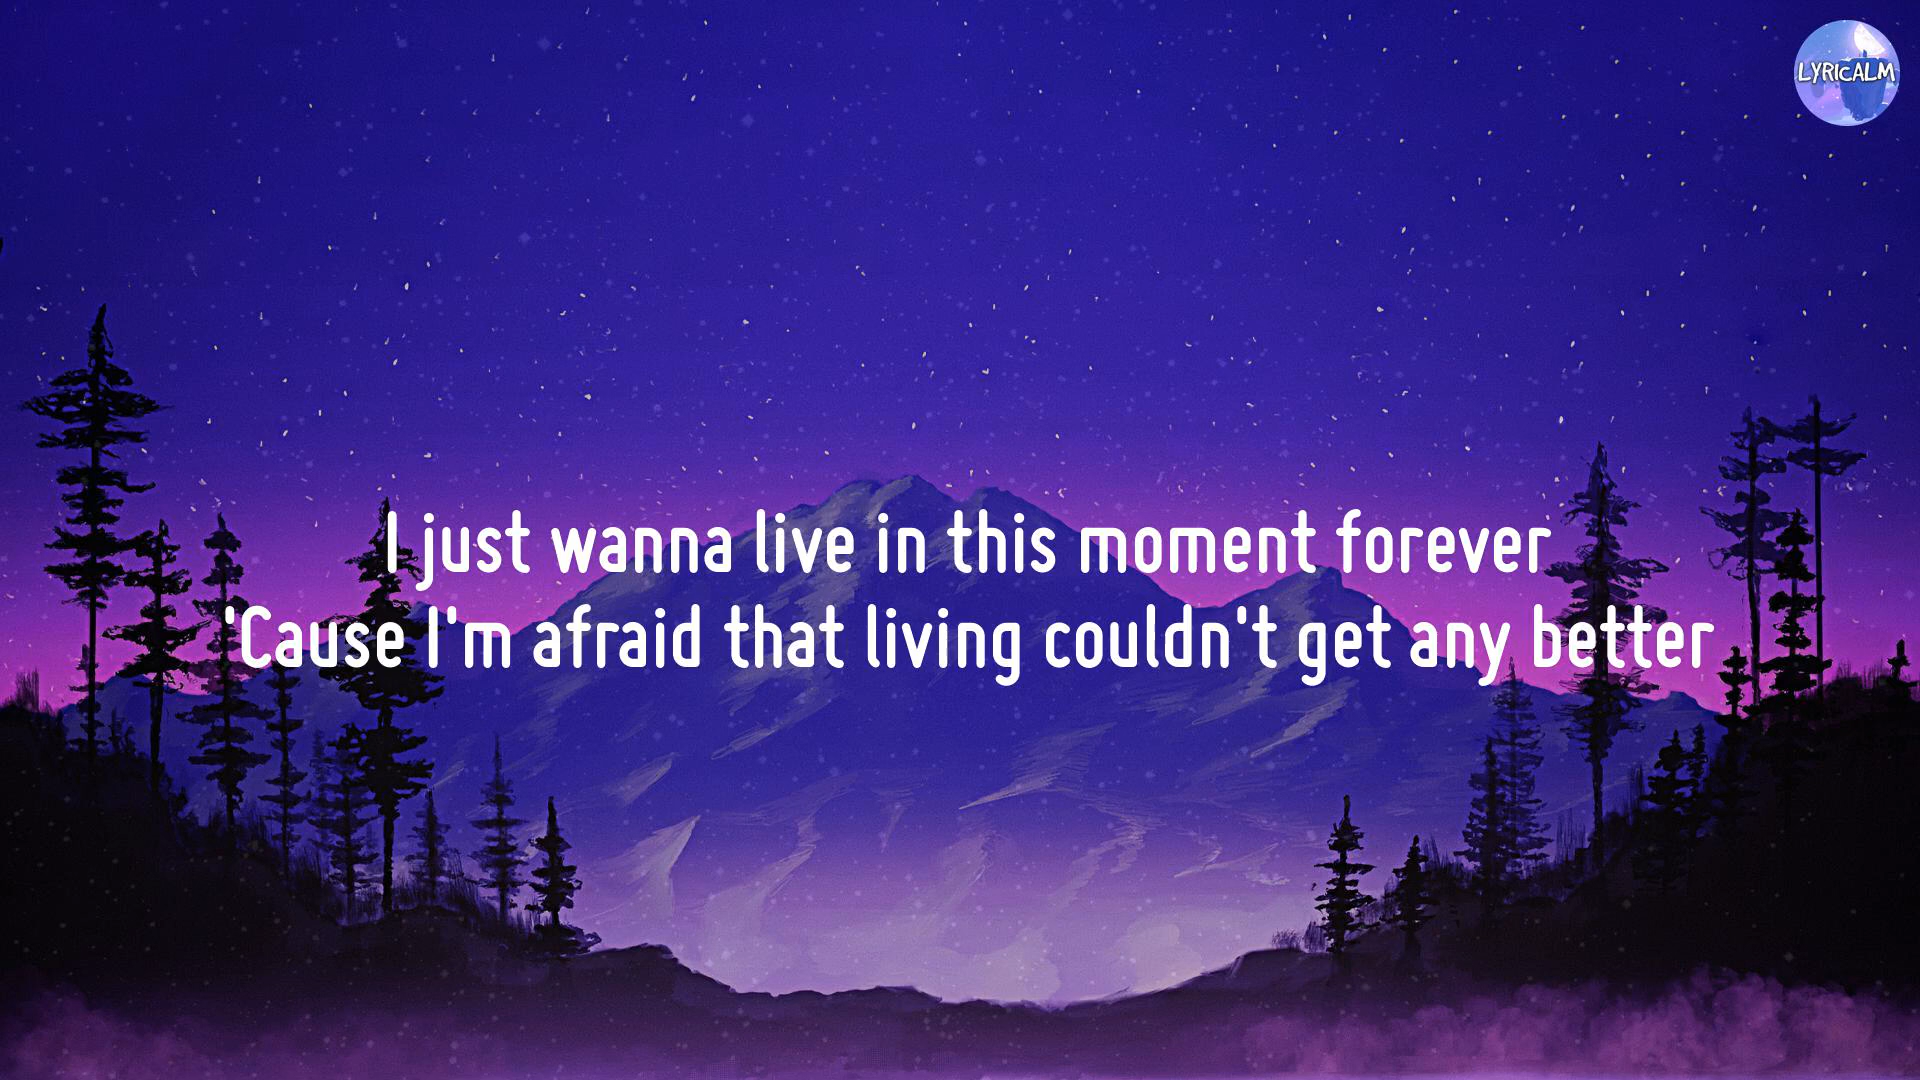 LYRICALM
I just wanna live in this moment forever
'Cause I'm afraid that living couldn't get any better